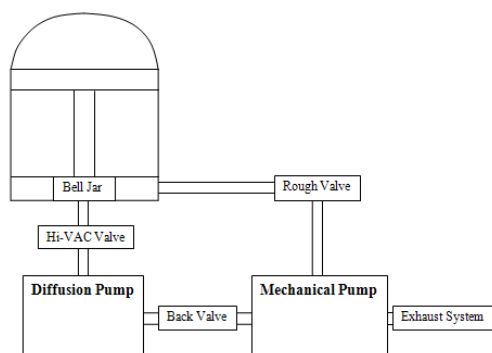 Bell Jar
Rough Valve
Hi-VAC Valve
Diffusion Pump
Mechanical Pump
Back Valve
Exhaust System